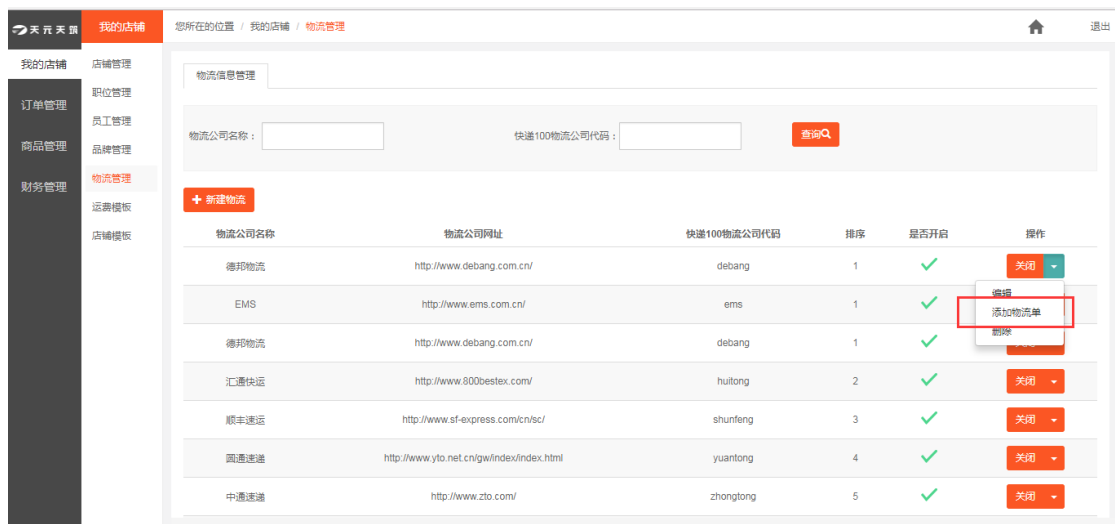 天元天筑 我的店铺 您所在的位置 / 我的店铺 / 物流管理 退出
我的店铺
订单管理
商品管理
财务管理
店铺管理
职位管理
员工管理
品牌管理
物流管理
运费模板
店铺模板
物流信息管理
物流公司名称： 快递100物流公司代码： 查询
新建物流
物流公司名称 物流公司网址 快递100物流公司代码 排序 是否开启 操作
德邦物流 http://www.debang.com.cn/ debang 1 关闭
编辑
添加物流单
删除
EMS http://www.ems.com.cn/ ems 1
德邦物流 http://www.debang.com.cn/ debang 1
汇通快运 http://www.800bestex.com/ huitong 2 关闭
顺丰速运 http://www.sf-express.com/cn/sc/ shunfeng 3 关闭
圆通速递 http://www.yto.net.cn/gw/index/index.html yuantong 4 关闭
中通速递 http://www.zto.com/ zhongtong 5 关闭